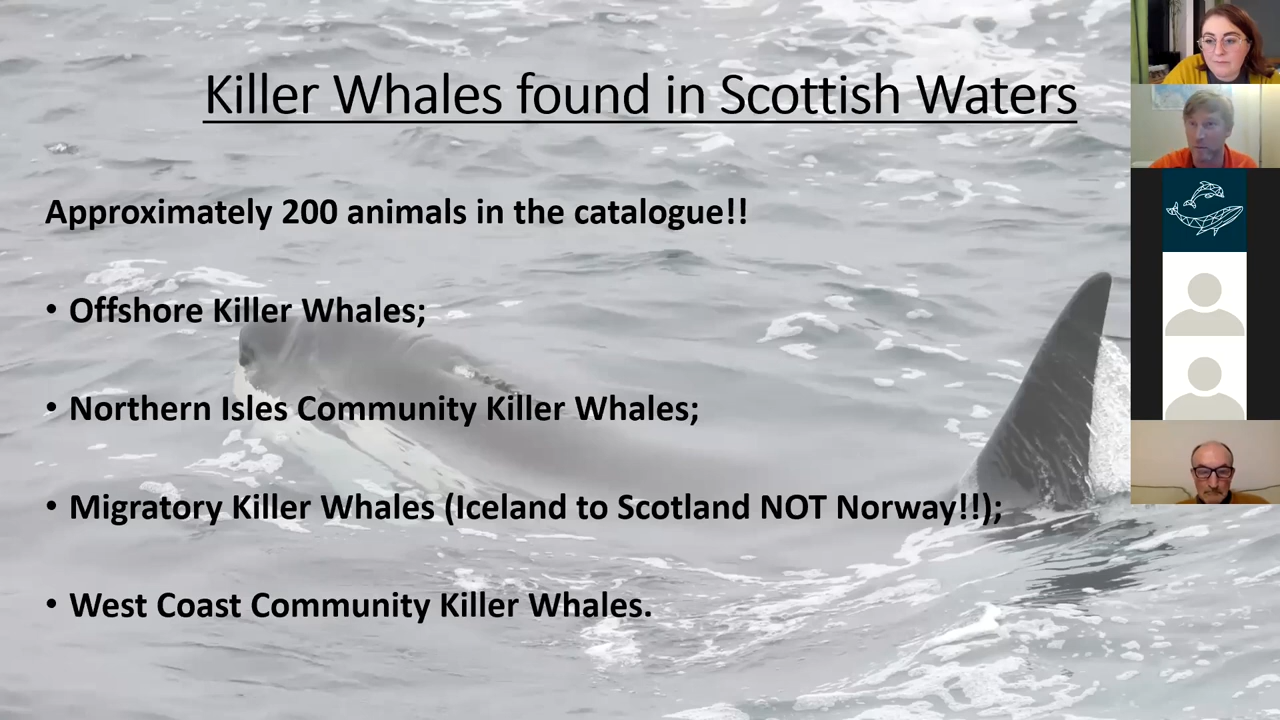 Killer Whales found in Scottish Waters
Approximately 200 animals in the catalogue!!
• Offshore Killer Whales;
• Northern Isles Community Killer Whales;
• Migratory Killer Whales (Iceland to Scotland NOT Norway!!);
• West Coast Community Killer Whales.